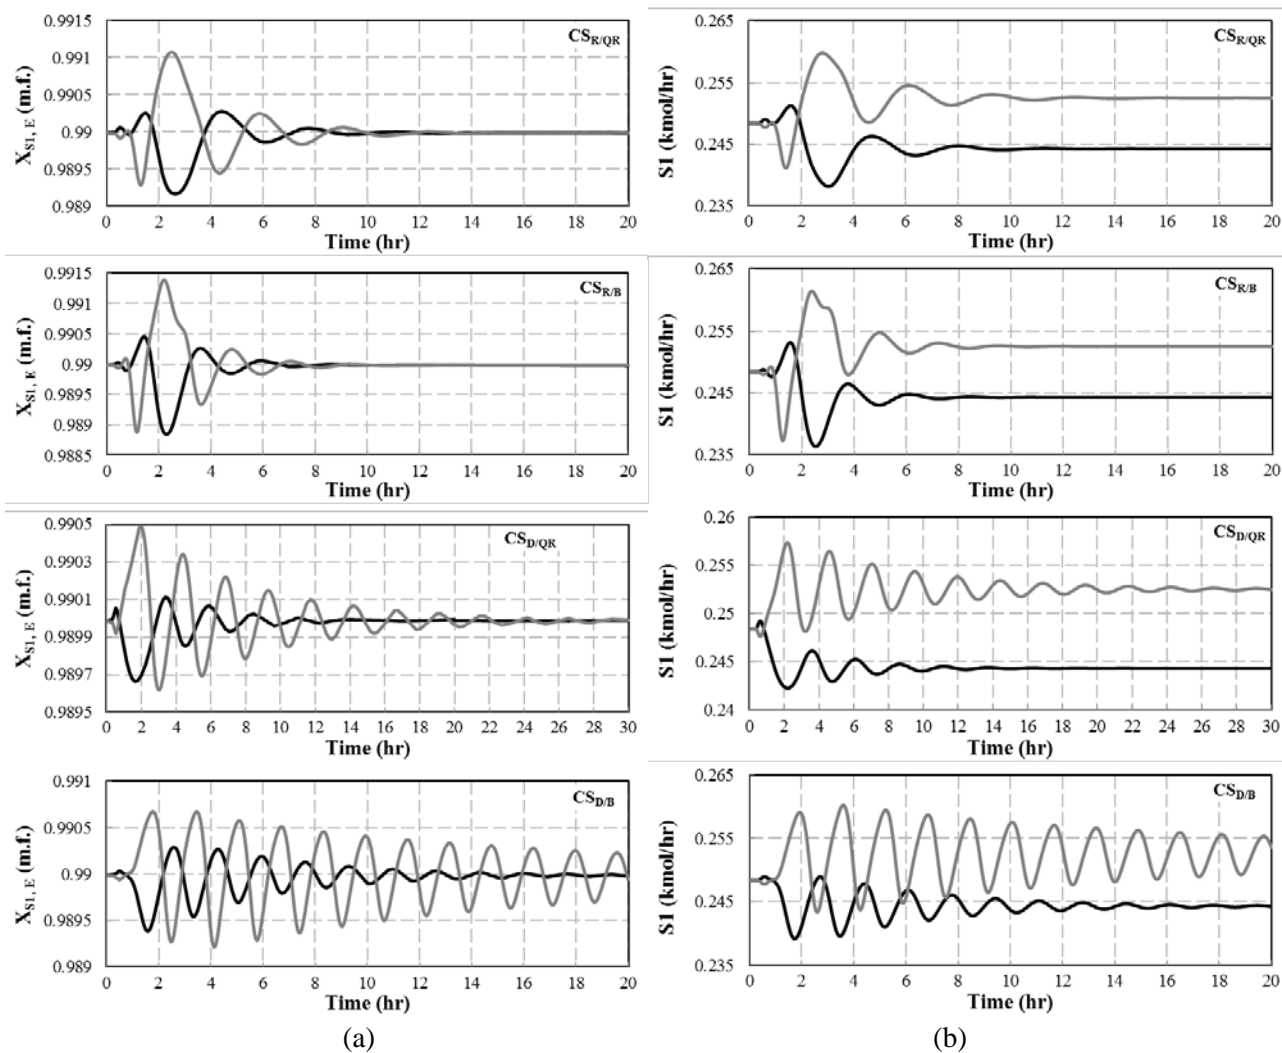 0.9915
0.991
0.9905
0.99
0.9895
0.989
X_S1, E (m.f.)
CS_R/QR
0 2 4 6 8 10 12 14 16 18 20
Time (hr)
0.265
0.255
0.245
0.235
S1 (kmol/hr)
CS_R/QR
0 2 4 6 8 10 12 14 16 18 20
Time (hr)
0.9915
0.991
0.9905
0.99
0.9895
0.989
0.9885
X_S1, E (m.f.)
CS_R/B
0 2 4 6 8 10 12 14 16 18 20
Time (hr)
0.265
0.255
0.245
0.235
S1 (kmol/hr)
CS_R/B
0 2 4 6 8 10 12 14 16 18 20
Time (hr)
0.9905
0.9903
0.9901
0.9899
0.9897
0.9895
X_S1, E (m.f.)
CS_D/QR
0 2 4 6 8 10 12 14 16 18 20 22 24 26 28 30
Time (hr)
0.26
0.255
0.25
0.245
0.24
S1 (kmol/hr)
CS_D/QR
0 2 4 6 8 10 12 14 16 18 20 22 24 26 28 30
Time (hr)
0.991
0.9905
0.99
0.9895
0.989
X_S1, E (m.f.)
CS_D/B
0 2 4 6 8 10 12 14 16 18 20
Time (hr)
0.265
0.255
0.245
0.235
S1 (kmol/hr)
CS_D/B
0 2 4 6 8 10 12 14 16 18 20
Time (hr)
(a)
(b)